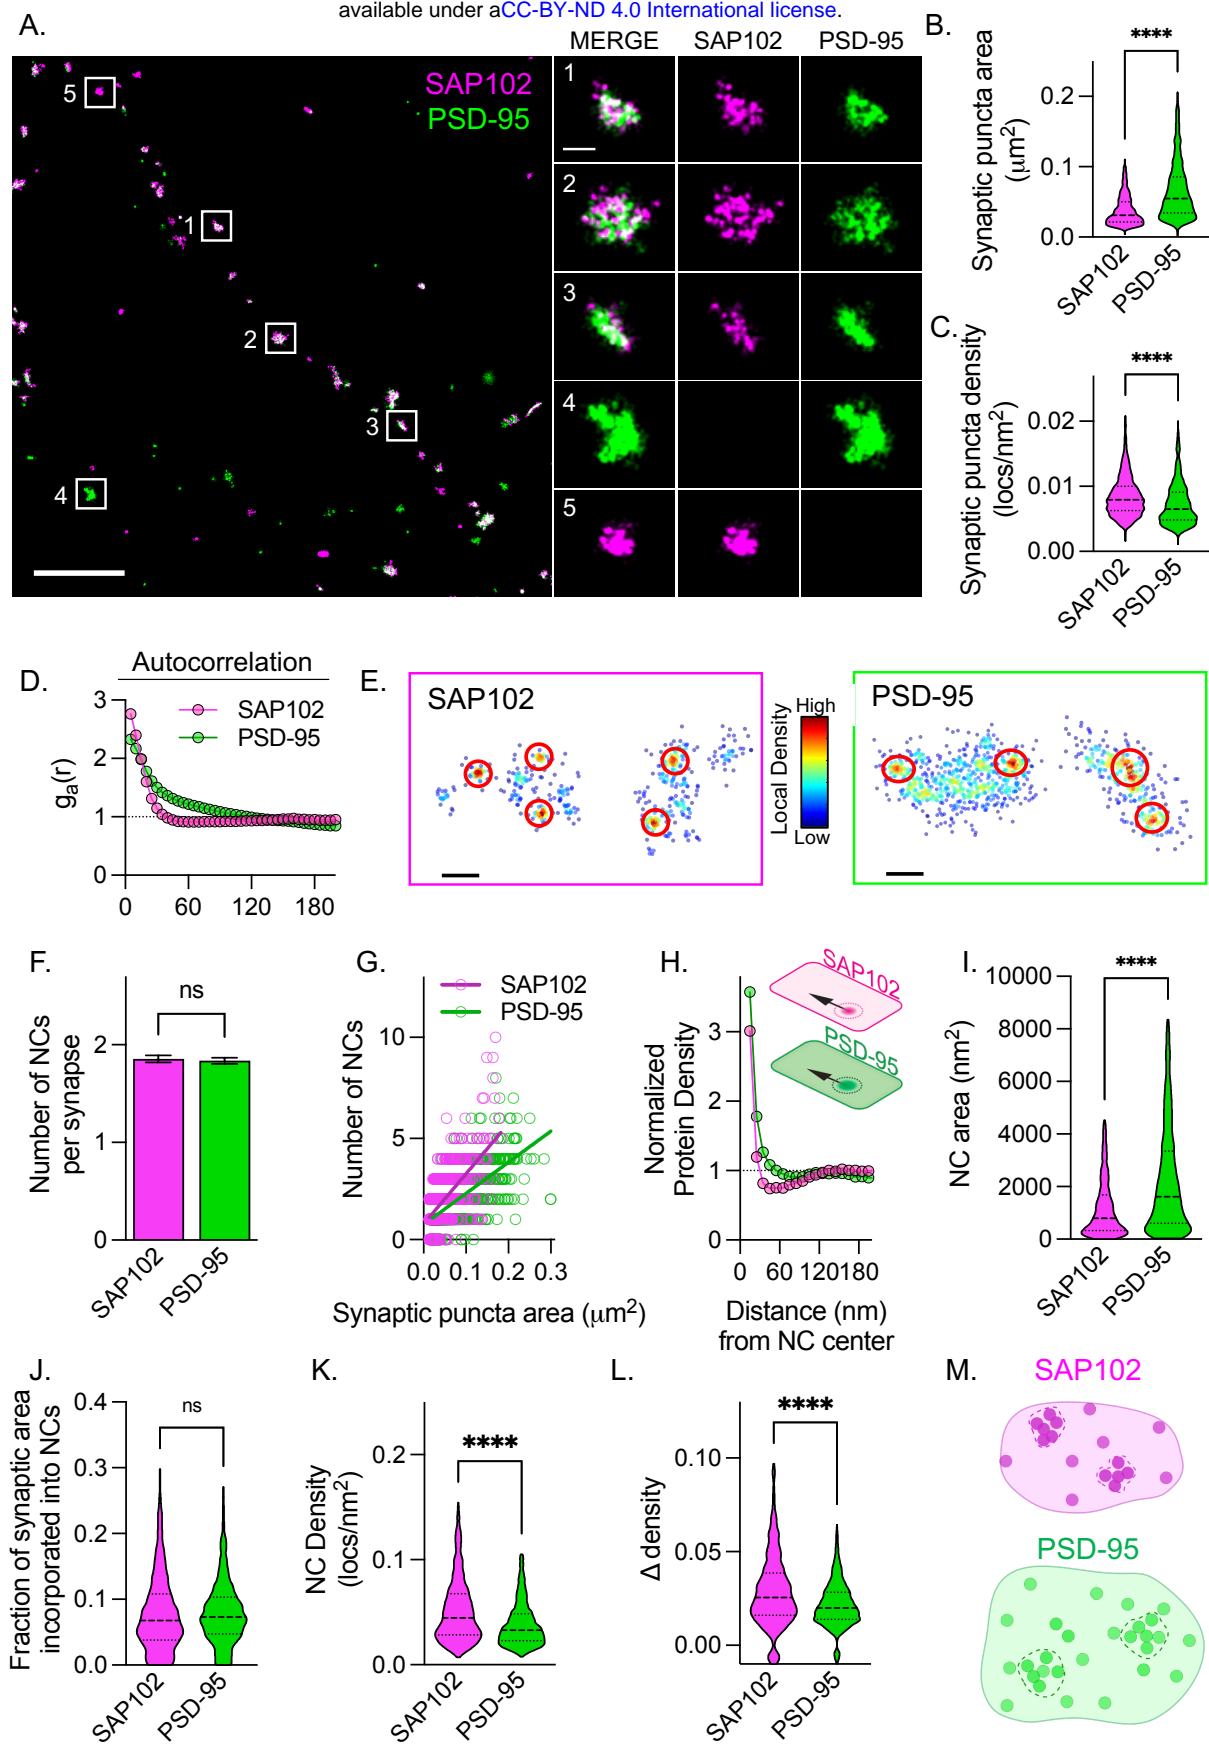 available under aCC-BY-ND 4.0 International license.
A.
MERGE SAP102 PSD-95
SAP102
PSD-95
5
1
2
3
4
1
2
3
4
5
B.
****
Synaptic puncta area
(μm2)
0.2
0.1
0.0
SAP102
PSD-95
C.
****
Synaptic puncta density
(locs/nm2)
0.02
0.01
0.00
SAP102
PSD-95
D.
Autocorrelation
SAP102
PSD-95
ga(r)
3
2
1
0
0 60 120 180
E.
SAP102
Local Density
High
Low
PSD-95
F.
ns
Number of NCs
per synapse
2
1
0
SAP102
PSD-95
G.
SAP102
PSD-95
Number of NCs
10
5
0
0.0 0.1 0.2 0.3
Synaptic puncta area (μm2)
H.
SAP102
PSD-95
Normalized
Protein Density
3
2
1
0
0 60 120 180
Distance (nm)
from NC center
I.
****
NC area (nm2)
10000
8000
6000
4000
2000
0
SAP102
PSD-95
J.
ns
Fraction of synaptic area
incorporated into NCs
0.4
0.3
0.2
0.1
0.0
SAP102
PSD-95
K.
****
NC Density
(locs/nm2)
0.2
0.1
0.0
SAP102
PSD-95
L.
****
Δ density
0.10
0.05
0.00
SAP102
PSD-95
M.
SAP102
PSD-95